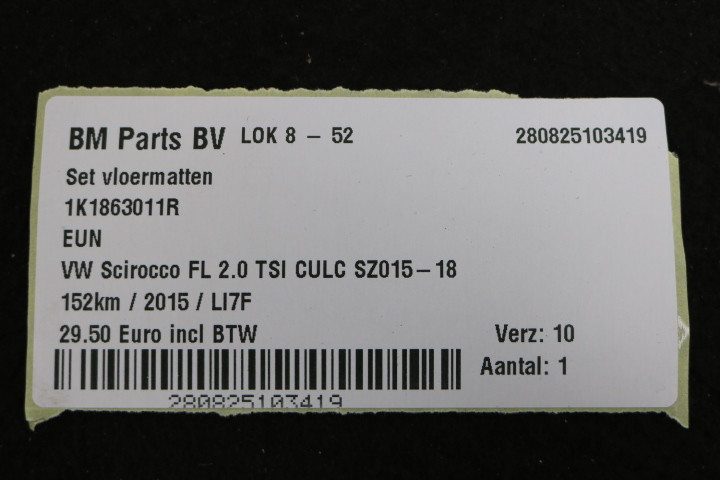 BM Parts BV LOK 8 – 52 280825103419
Set vloermatten
1K1863011R
EUN
VW Scirocco FL 2.0 TSI CULC SZ015–18
152km / 2015 / LI7F
29.50 Euro incl BTW Verz: 10
Aantal: 1
280825103419